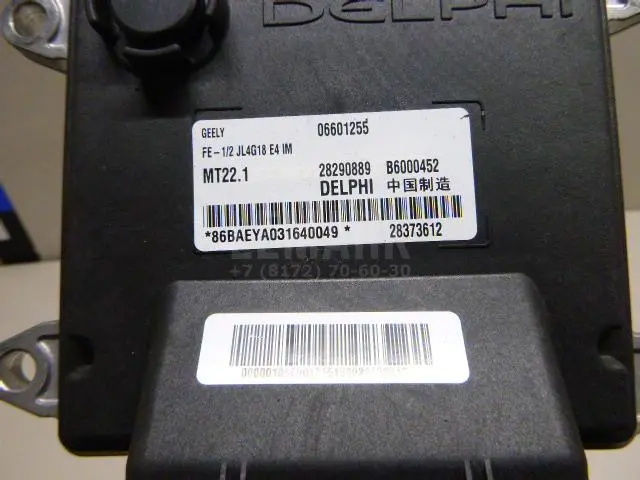 DELPHI
GEELY 06601255
FE-1/2 JL4G18 E4 IM
MT22.1 28290889 B6000452
DELPHI 中国制造
*86BAEYA031640049* 28373612
+7 (8172) 70-60-30